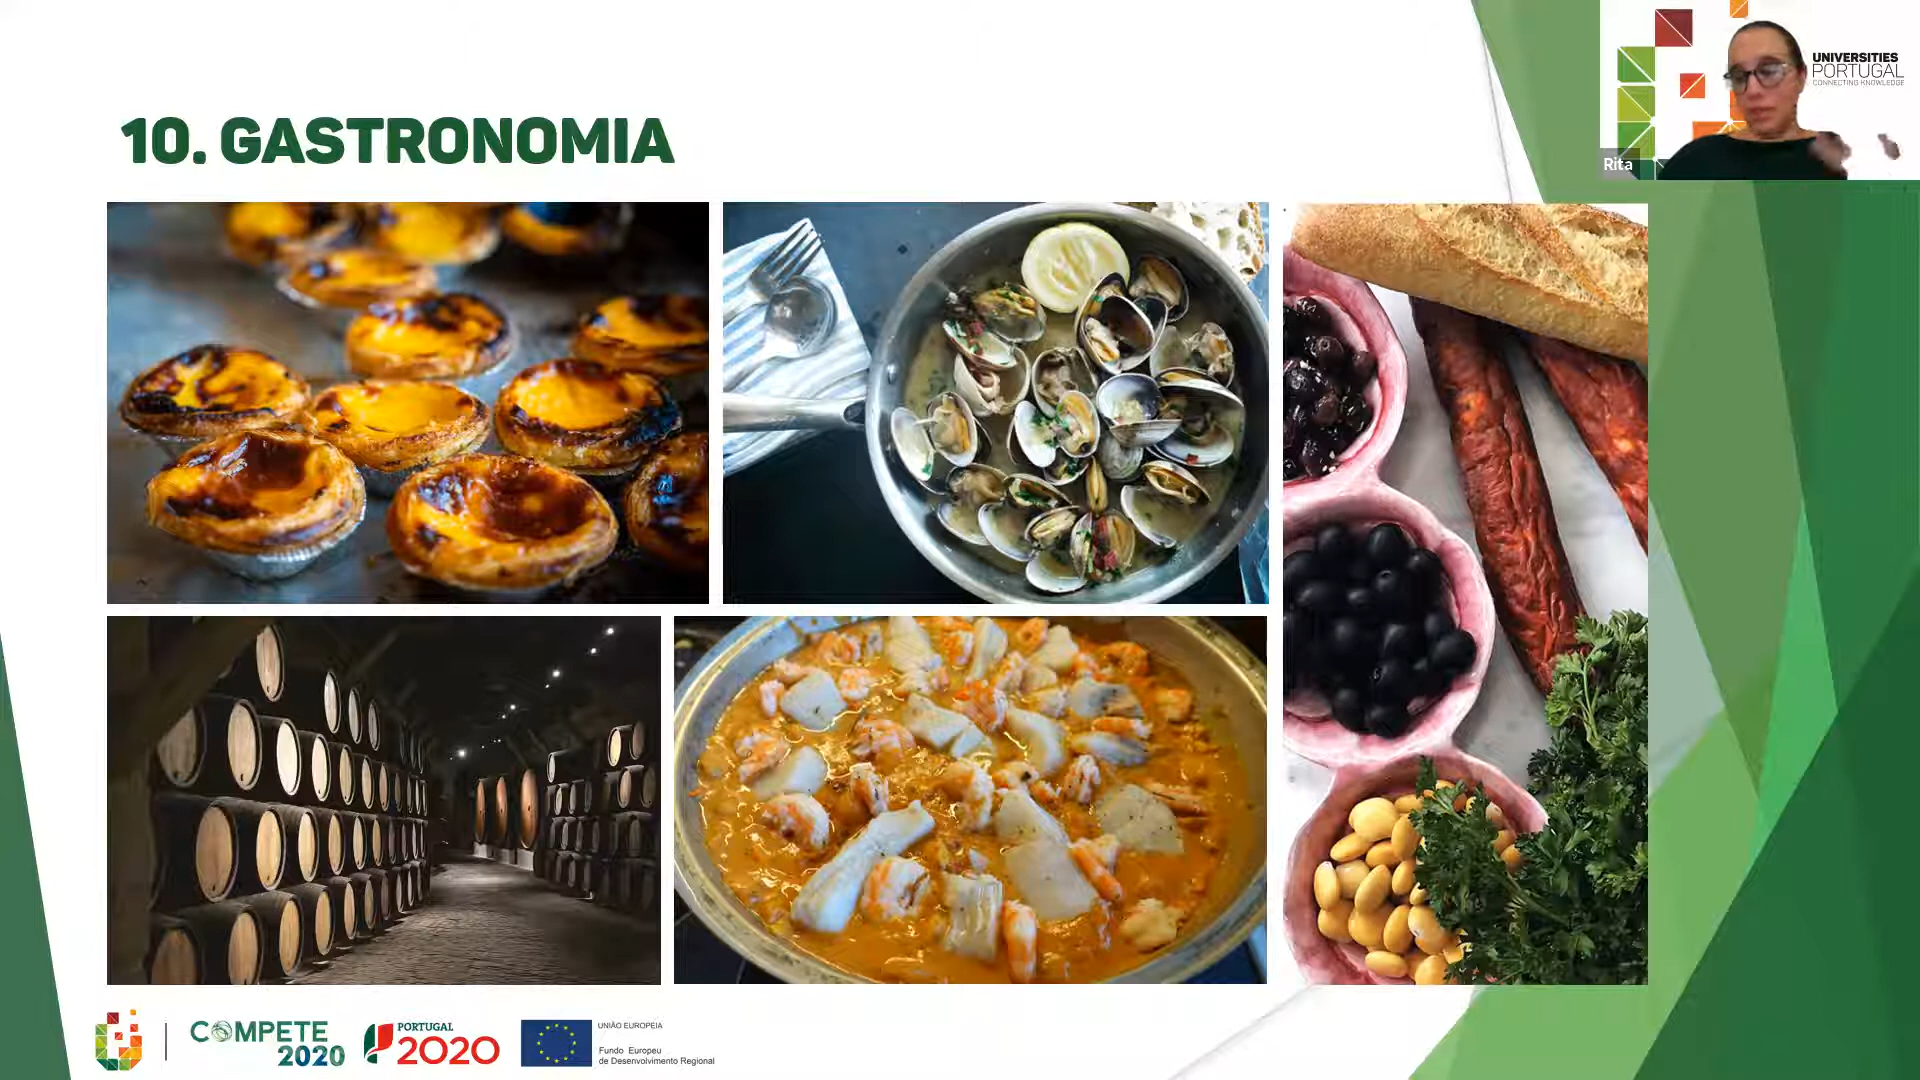 10. GASTRONOMIA
UNIVERSITIES
PORTUGAL
CONNECTING KNOWLEDGE
Rita
COMPETE
2020
PORTUGAL
2020
UNIÃO EUROPEIA
Fundo Europeu
de Desenvolvimento Regional